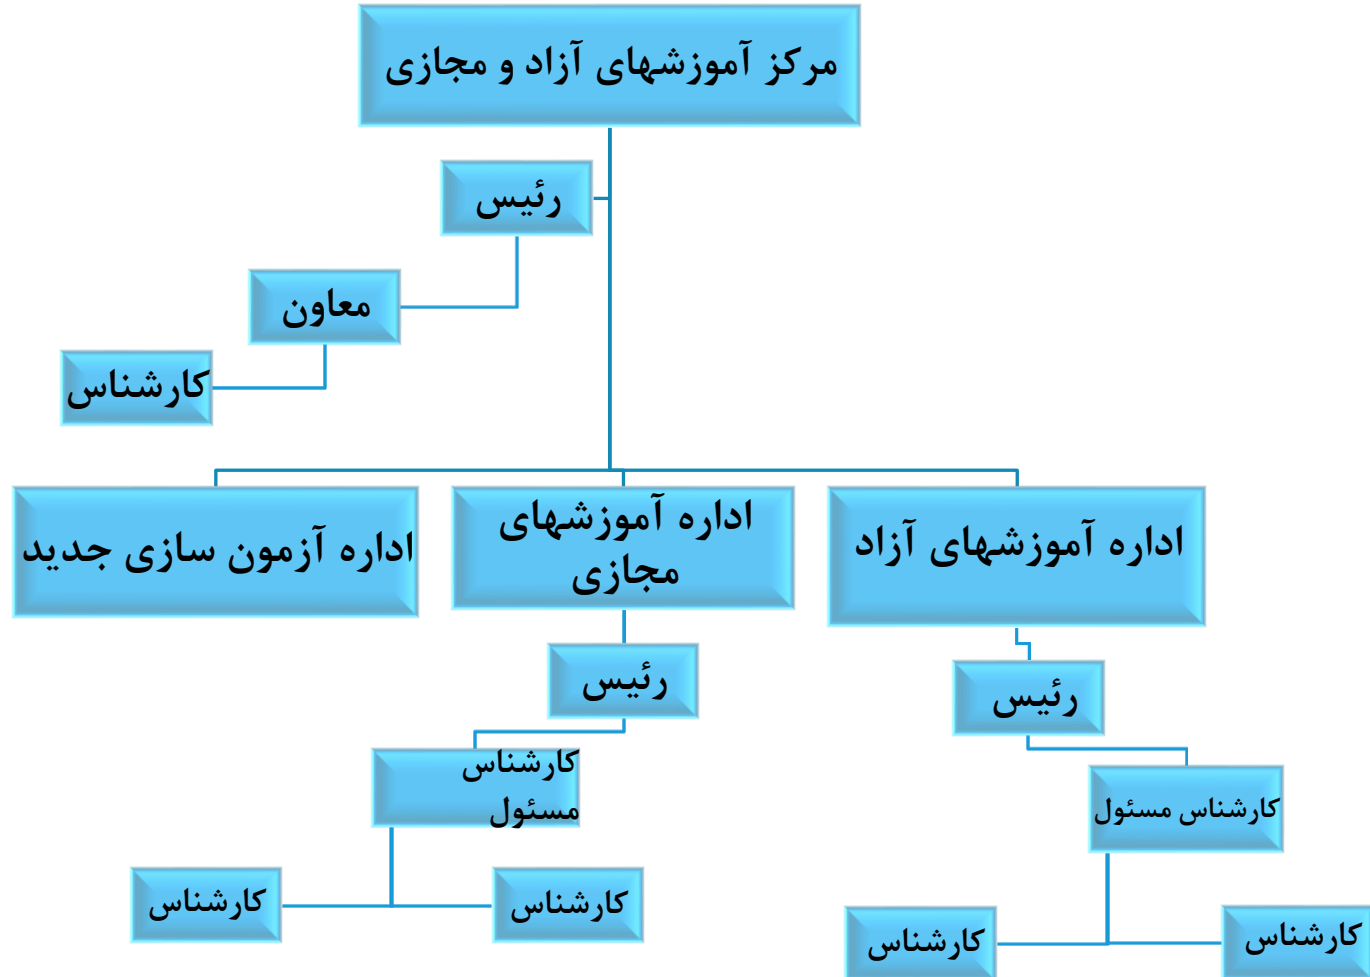 مرکز آموزشهای آزاد و مجازی
رئیس
معاون
کارشناس
اداره آموزشهای آزاد
اداره آموزشهای
مجازی
اداره آزمون سازی جدید
رئیس
رئیس
کارشناس مسئول
کارشناس
مسئول
کارشناس
کارشناس
کارشناس
کارشناس